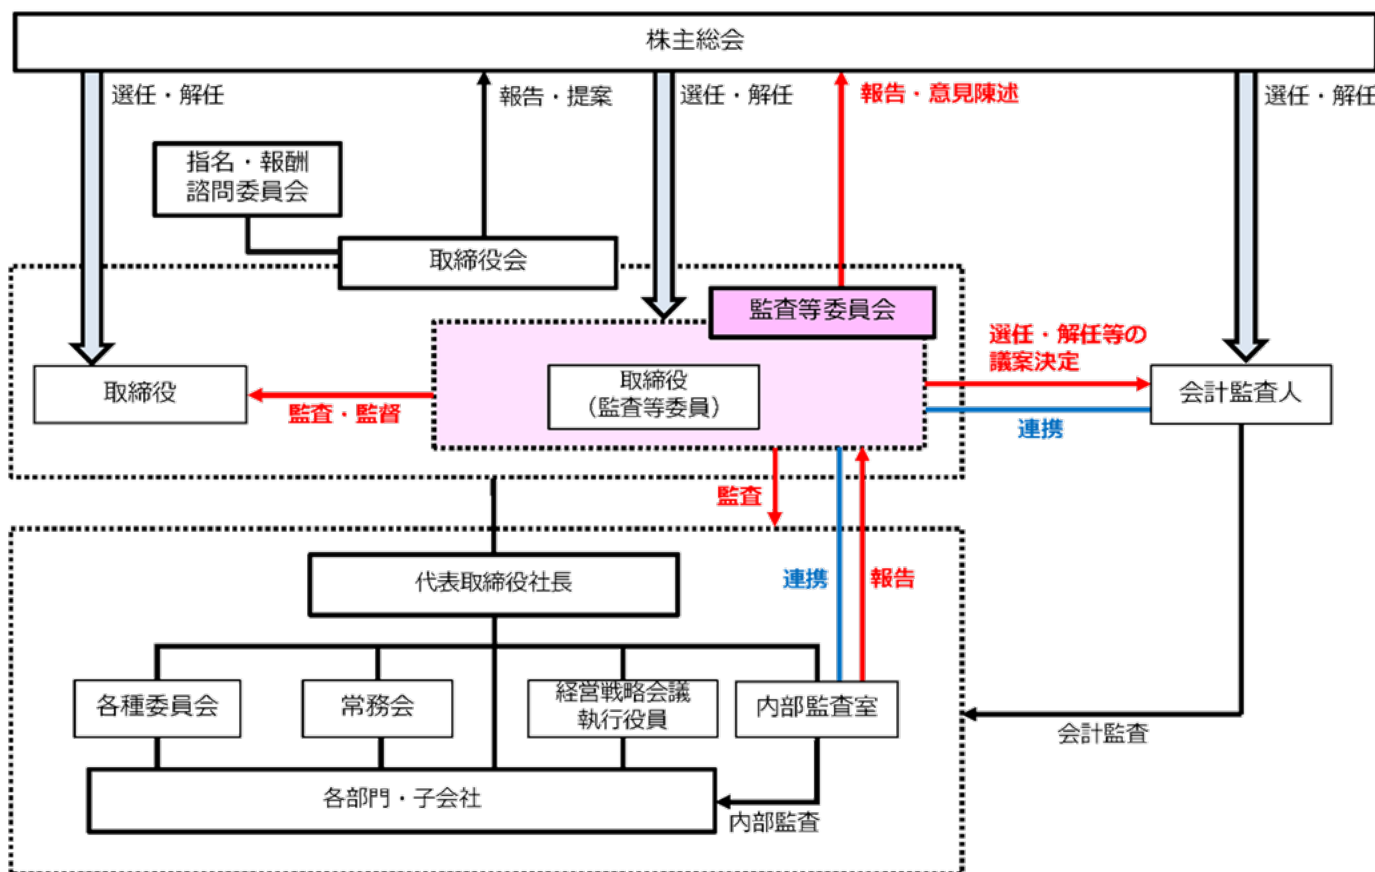 株主総会
選任・解任
報告・提案
選任・解任
報告・意見陳述
選任・解任
指名・報酬
諮問委員会
取締役会
監査等委員会
選任・解任等の
議案決定
取締役
監査・監督
取締役
（監査等委員）
会計監査人
連携
監査
代表取締役社長
連携
報告
各種委員会
常務会
経営戦略会議
執行役員
内部監査室
会計監査
各部門・子会社
内部監査